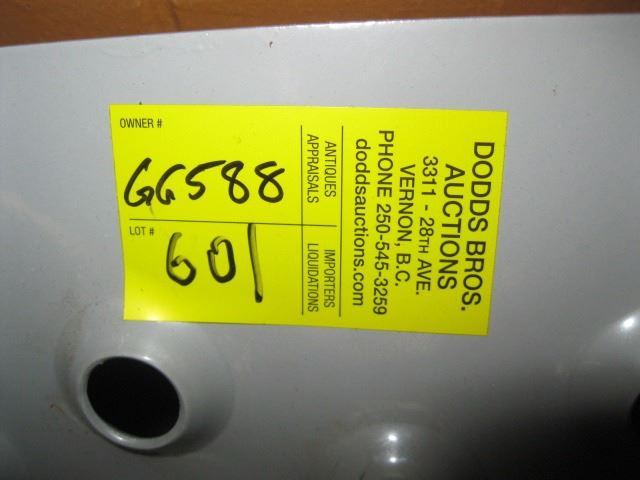 OWNER #
GG588
LOT #
601
ANTIQUES
APPRAISALS
IMPORTERS
LIQUIDATIONS
DODDS BROS.
AUCTIONS
3311 - 28TH AVE.
VERNON, B.C.
PHONE 250-545-3259
doddsauctions.com